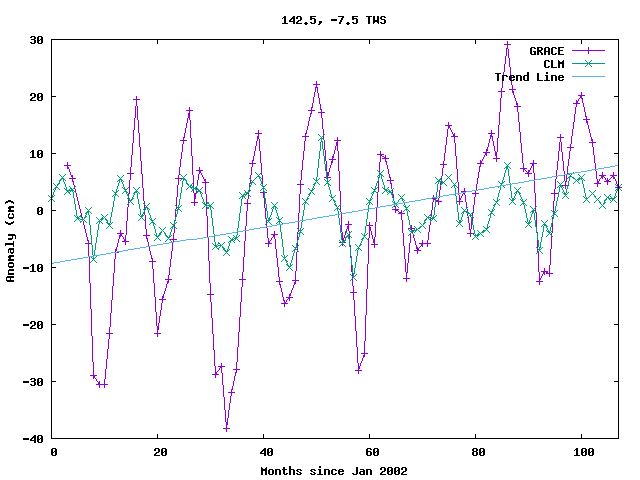 142.5, -7.5 TWS
GRACE
CLM
Trend Line
30
20
10
0
-10
-20
-30
-40
Anomaly (cm)
0 20 40 60 80 100
Months since Jan 2002